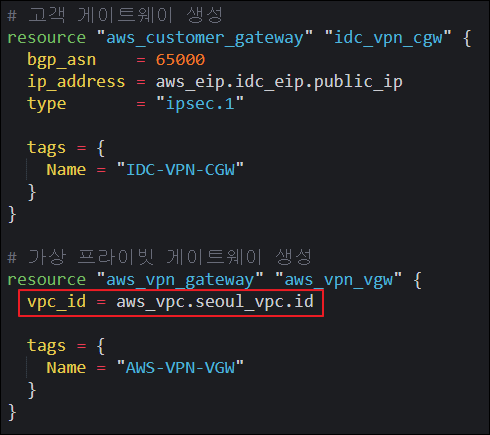 # 고객 게이트웨이 생성
resource "aws_customer_gateway" "idc_vpn_cgw" {
  bgp_asn    = 65000
  ip_address = aws_eip.idc_eip.public_ip
  type       = "ipsec.1"

  tags = {
    Name = "IDC-VPN-CGW"
  }
}

# 가상 프라이빗 게이트웨이 생성
resource "aws_vpn_gateway" "aws_vpn_vgw" {
  vpc_id = aws_vpc.seoul_vpc.id

  tags = {
    Name = "AWS-VPN-VGW"
  }
}